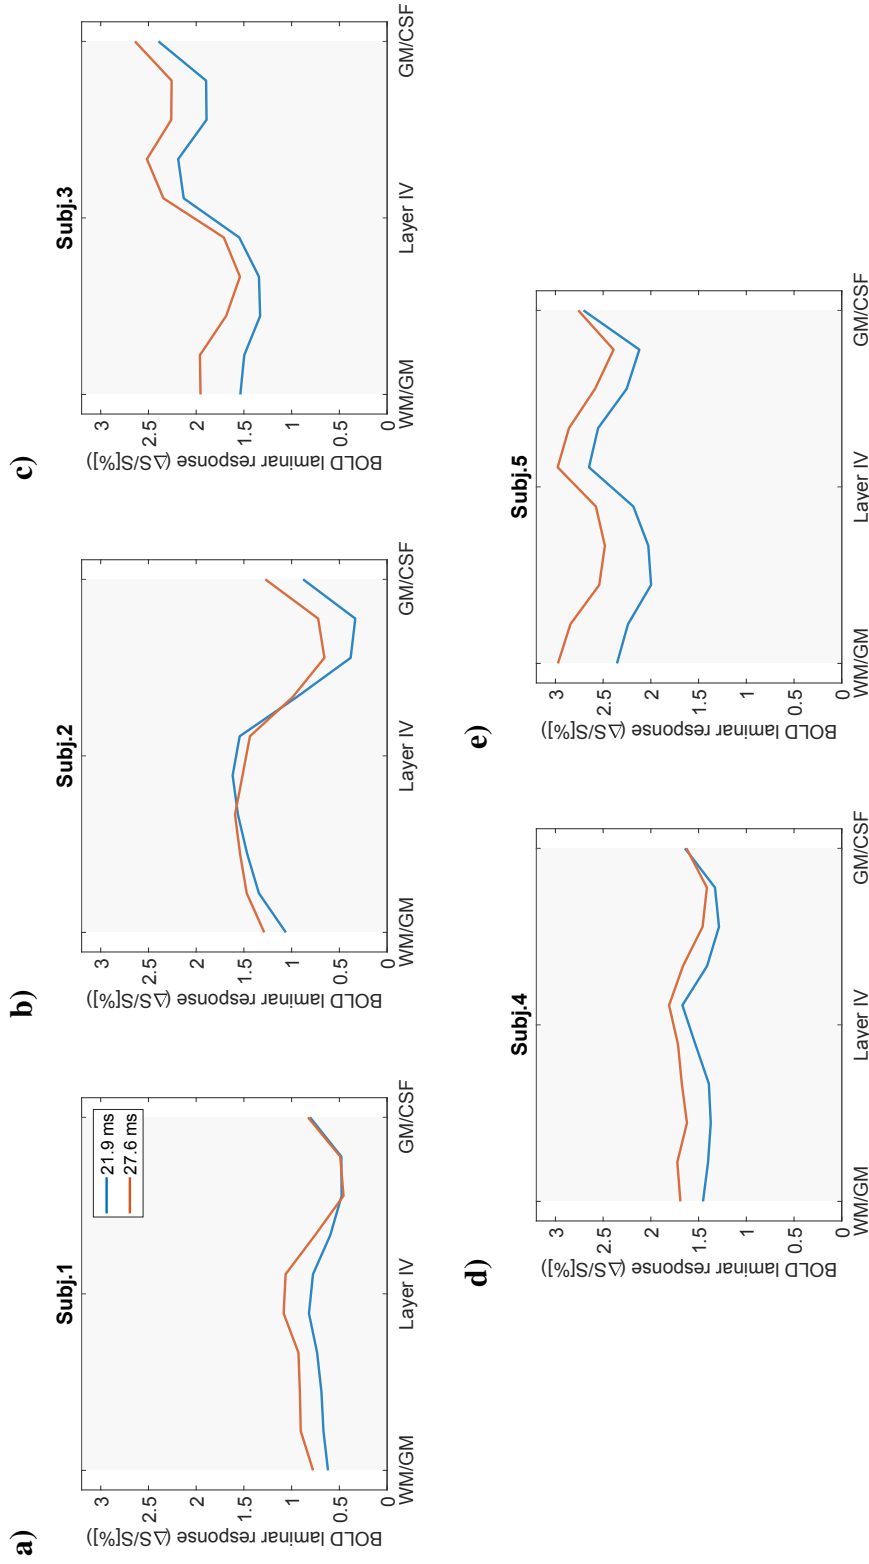 a)
Subj.1
BOLD laminar response (△S/S[%])
3
2.5
2
1.5
1
0.5
0
WM/GM
Layer IV
GM/CSF
21.9 ms
27.6 ms
b)
Subj.2
BOLD laminar response (△S/S[%])
3
2.5
2
1.5
1
0.5
0
WM/GM
Layer IV
GM/CSF
c)
Subj.3
BOLD laminar response (△S/S[%])
3
2.5
2
1.5
1
0.5
0
WM/GM
Layer IV
GM/CSF
d)
Subj.4
BOLD laminar response (△S/S[%])
3
2.5
2
1.5
1
0.5
0
WM/GM
Layer IV
GM/CSF
e)
Subj.5
BOLD laminar response (△S/S[%])
3
2.5
2
1.5
1
0.5
0
WM/GM
Layer IV
GM/CSF